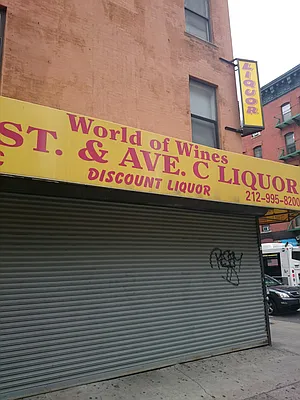 World of Wines
ST. & AVE. C LIQUOR
DISCOUNT LIQUOR
212-995-8200
LIQUOR